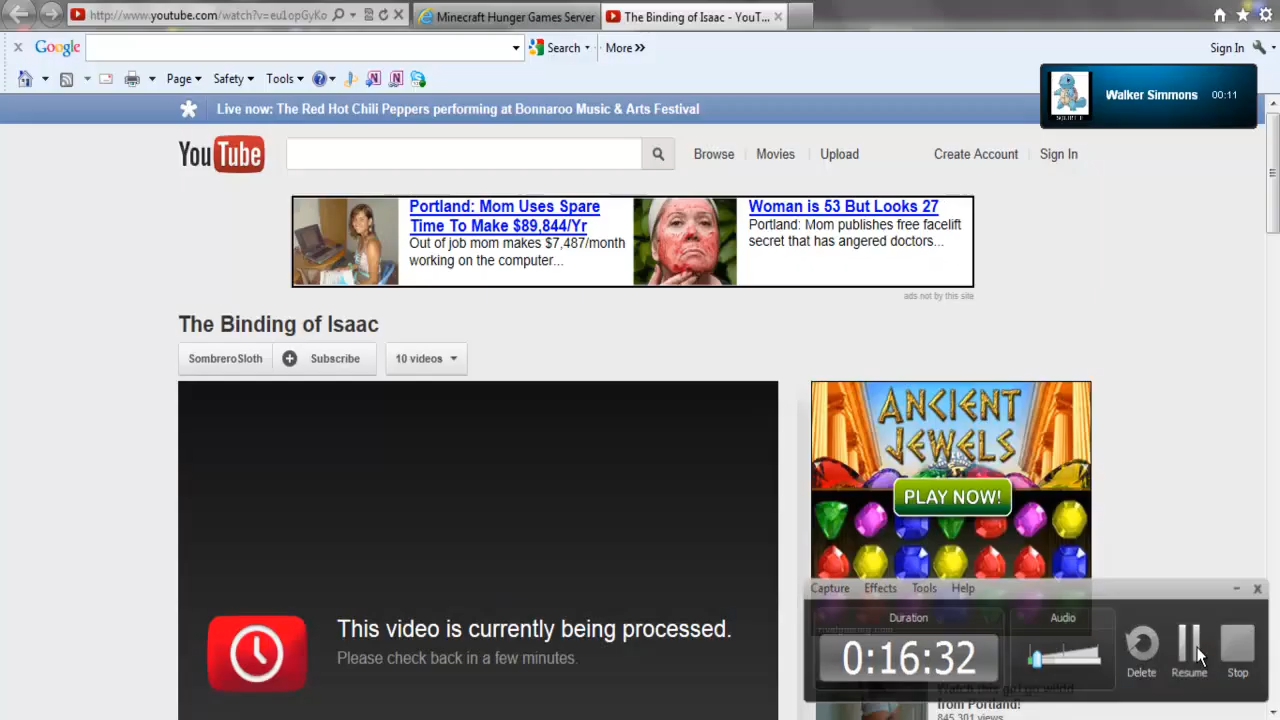 http://www.youtube.com/watch?v=eu1opGyKo
Minecraft Hunger Games Server
The Binding of Isaac - YouT...
Google
Search
More »
Sign In
Page
Safety
Tools
Walker Simmons 00:11
Live now: The Red Hot Chili Peppers performing at Bonnaroo Music & Arts Festival
YouTube
Browse
Movies
Upload
Create Account
Sign In
Portland: Mom Uses Spare
Time To Make $89,844/Yr
Out of job mom makes $7,487/month
working on the computer...
Woman is 53 But Looks 27
Portland: Mom publishes free facelift
secret that has angered doctors...
ads not by this site
The Binding of Isaac
SombreroSloth
Subscribe
10 videos
ANCIENT
JEWELS
PLAY NOW!
This video is currently being processed.
Please check back in a few minutes.
Capture
Effects
Tools
Help
Duration
Audio
0:16:32
Delete
Resume
Stop
from Portland!
845,301 views